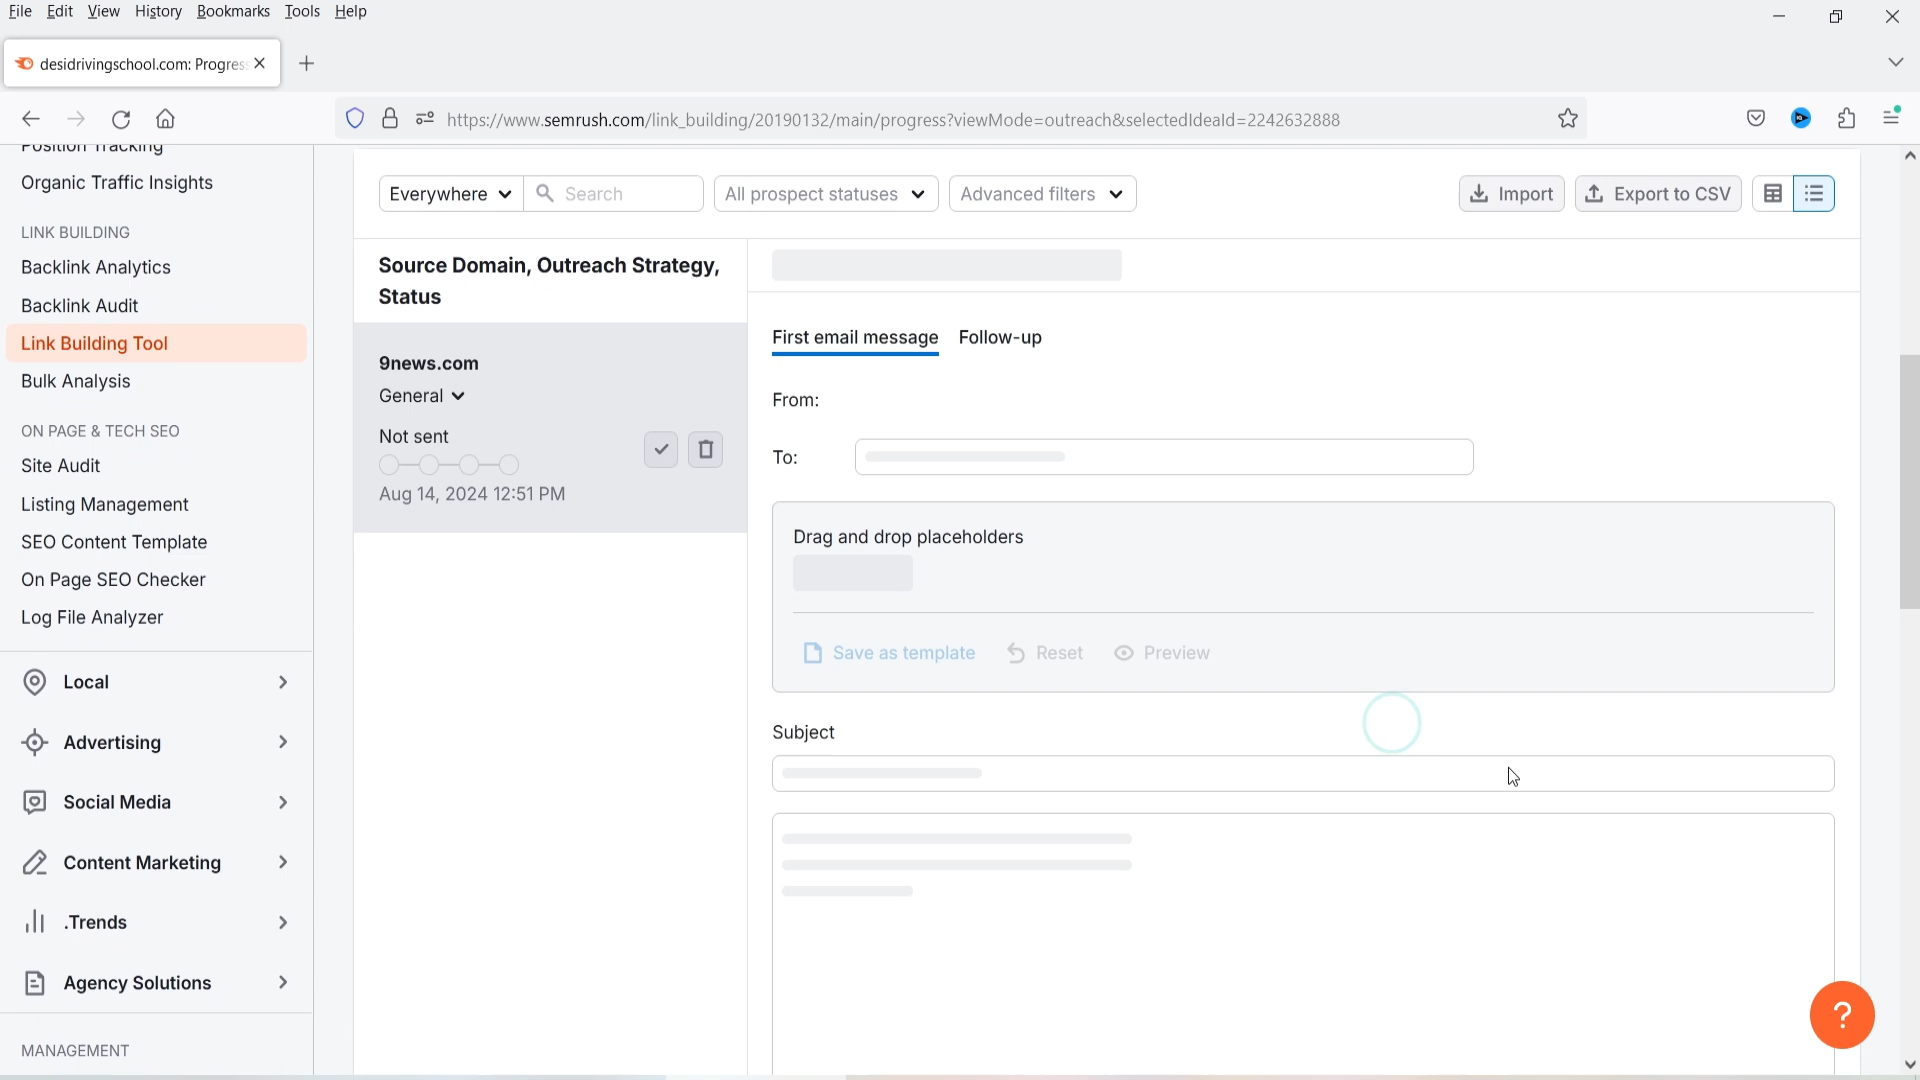 File Edit View History Bookmarks Tools Help
desidrivingschool.com: Progres
https://www.semrush.com/link_building/20190132/main/progress?viewMode=outreach&selectedIdeaId=2242632888
Position Tracking
Organic Traffic Insights
LINK BUILDING
Backlink Analytics
Backlink Audit
Link Building Tool
Bulk Analysis
ON PAGE & TECH SEO
Site Audit
Listing Management
SEO Content Template
On Page SEO Checker
Log File Analyzer
Local
Advertising
Social Media
Content Marketing
.Trends
Agency Solutions
MANAGEMENT
Everywhere Search All prospect statuses Advanced filters Import Export to CSV
Source Domain, Outreach Strategy,
Status
9news.com
General
Not sent
Aug 14, 2024 12:51 PM
First email message Follow-up
From:
To:
Drag and drop placeholders
Save as template Reset Preview
Subject
?